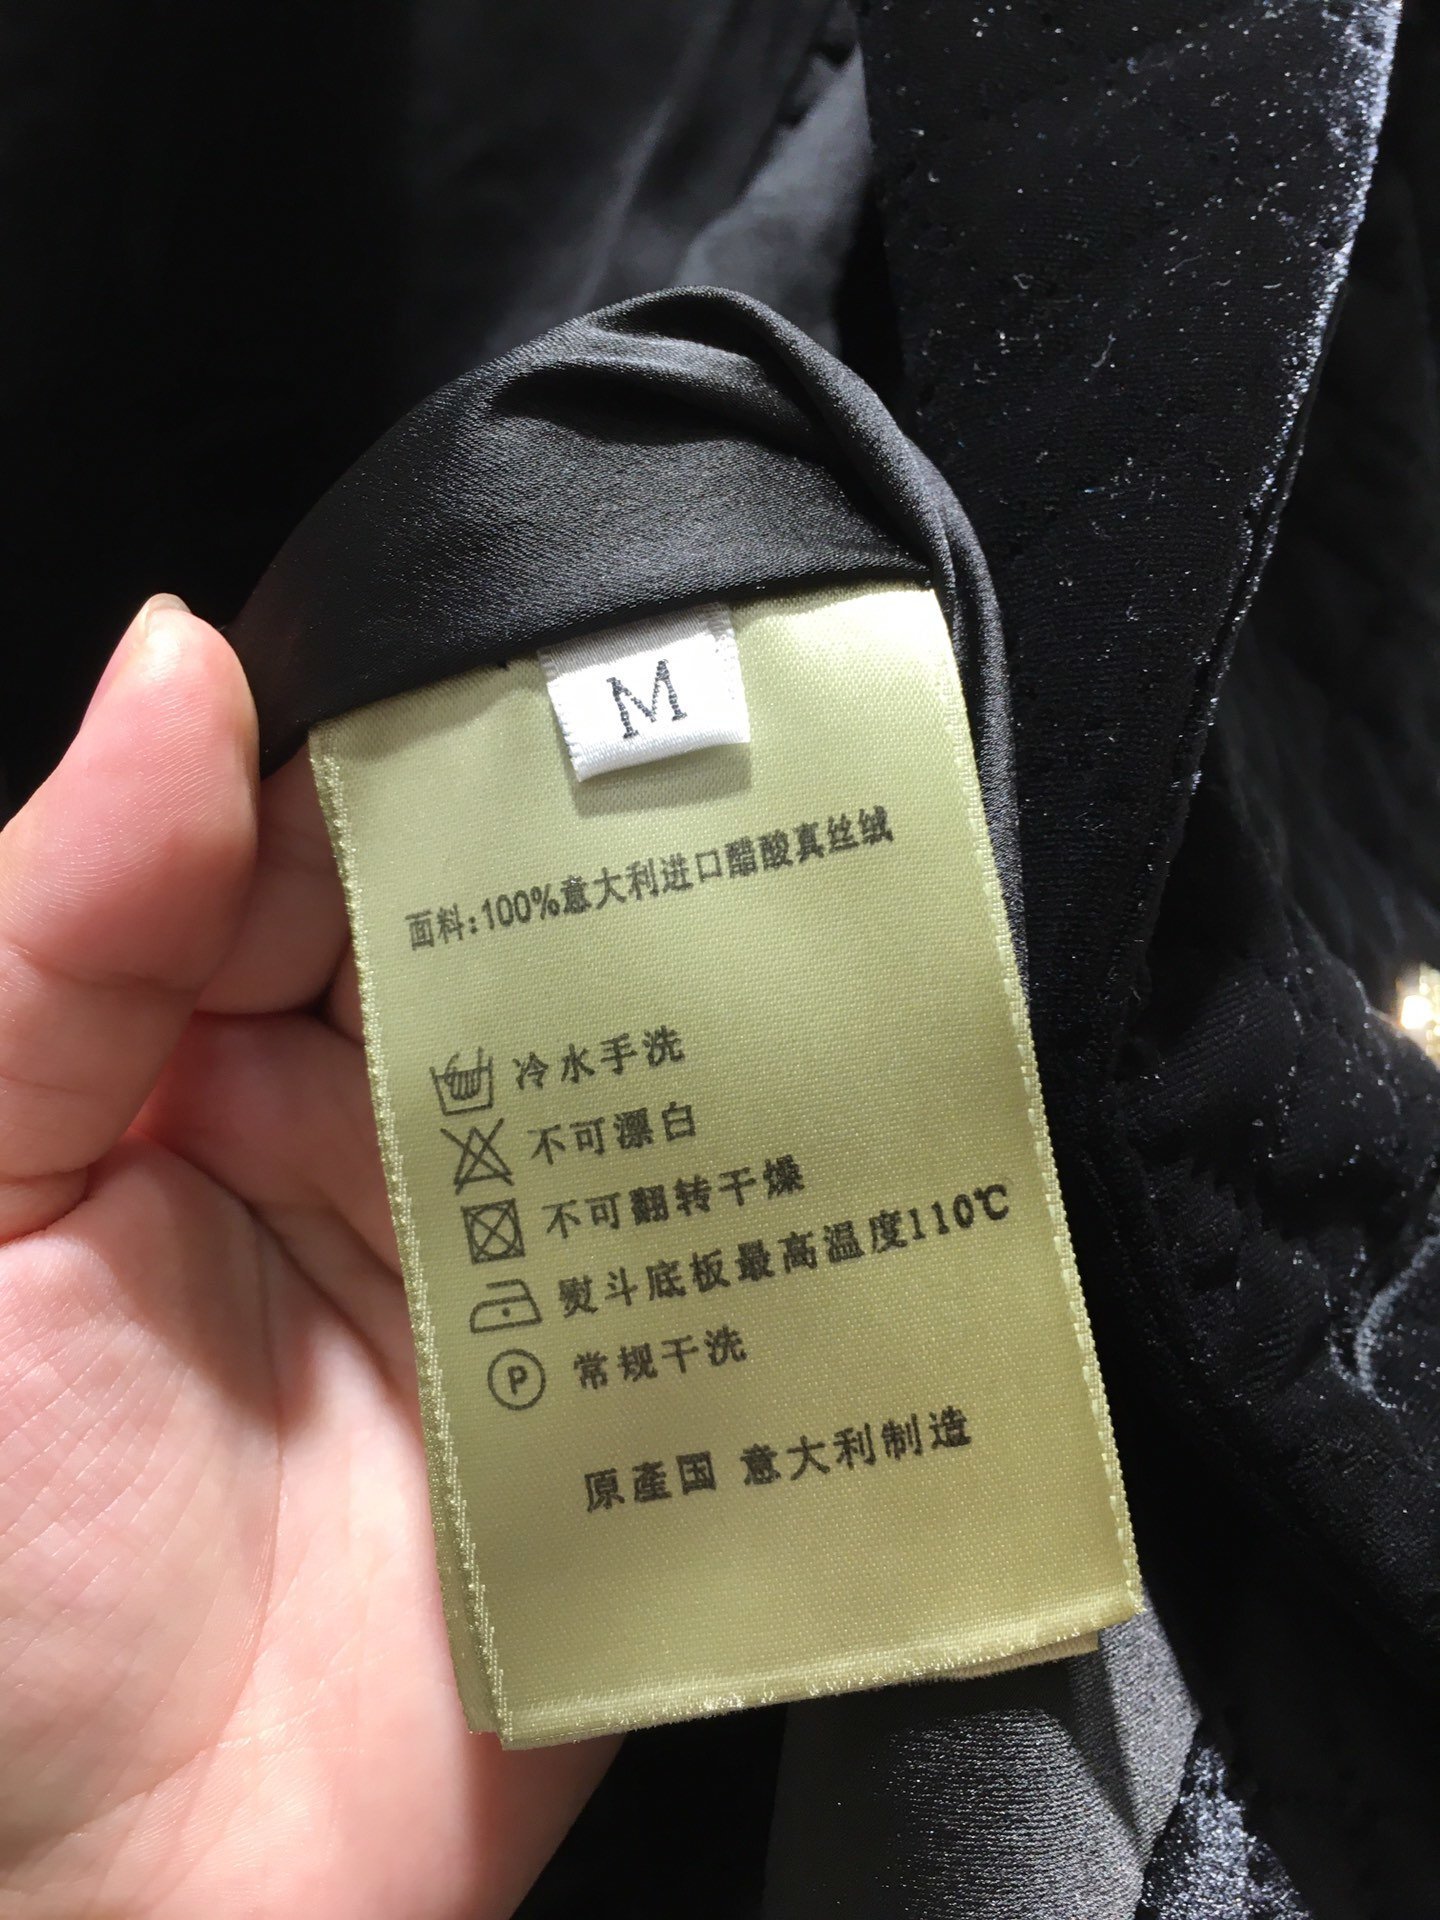 M
面料:100%意大利进口醋酸真丝绒
冷水手洗
不可漂白
不可翻转干燥
熨斗底板最高温度110℃
P 常规干洗
原產国 意大利制造